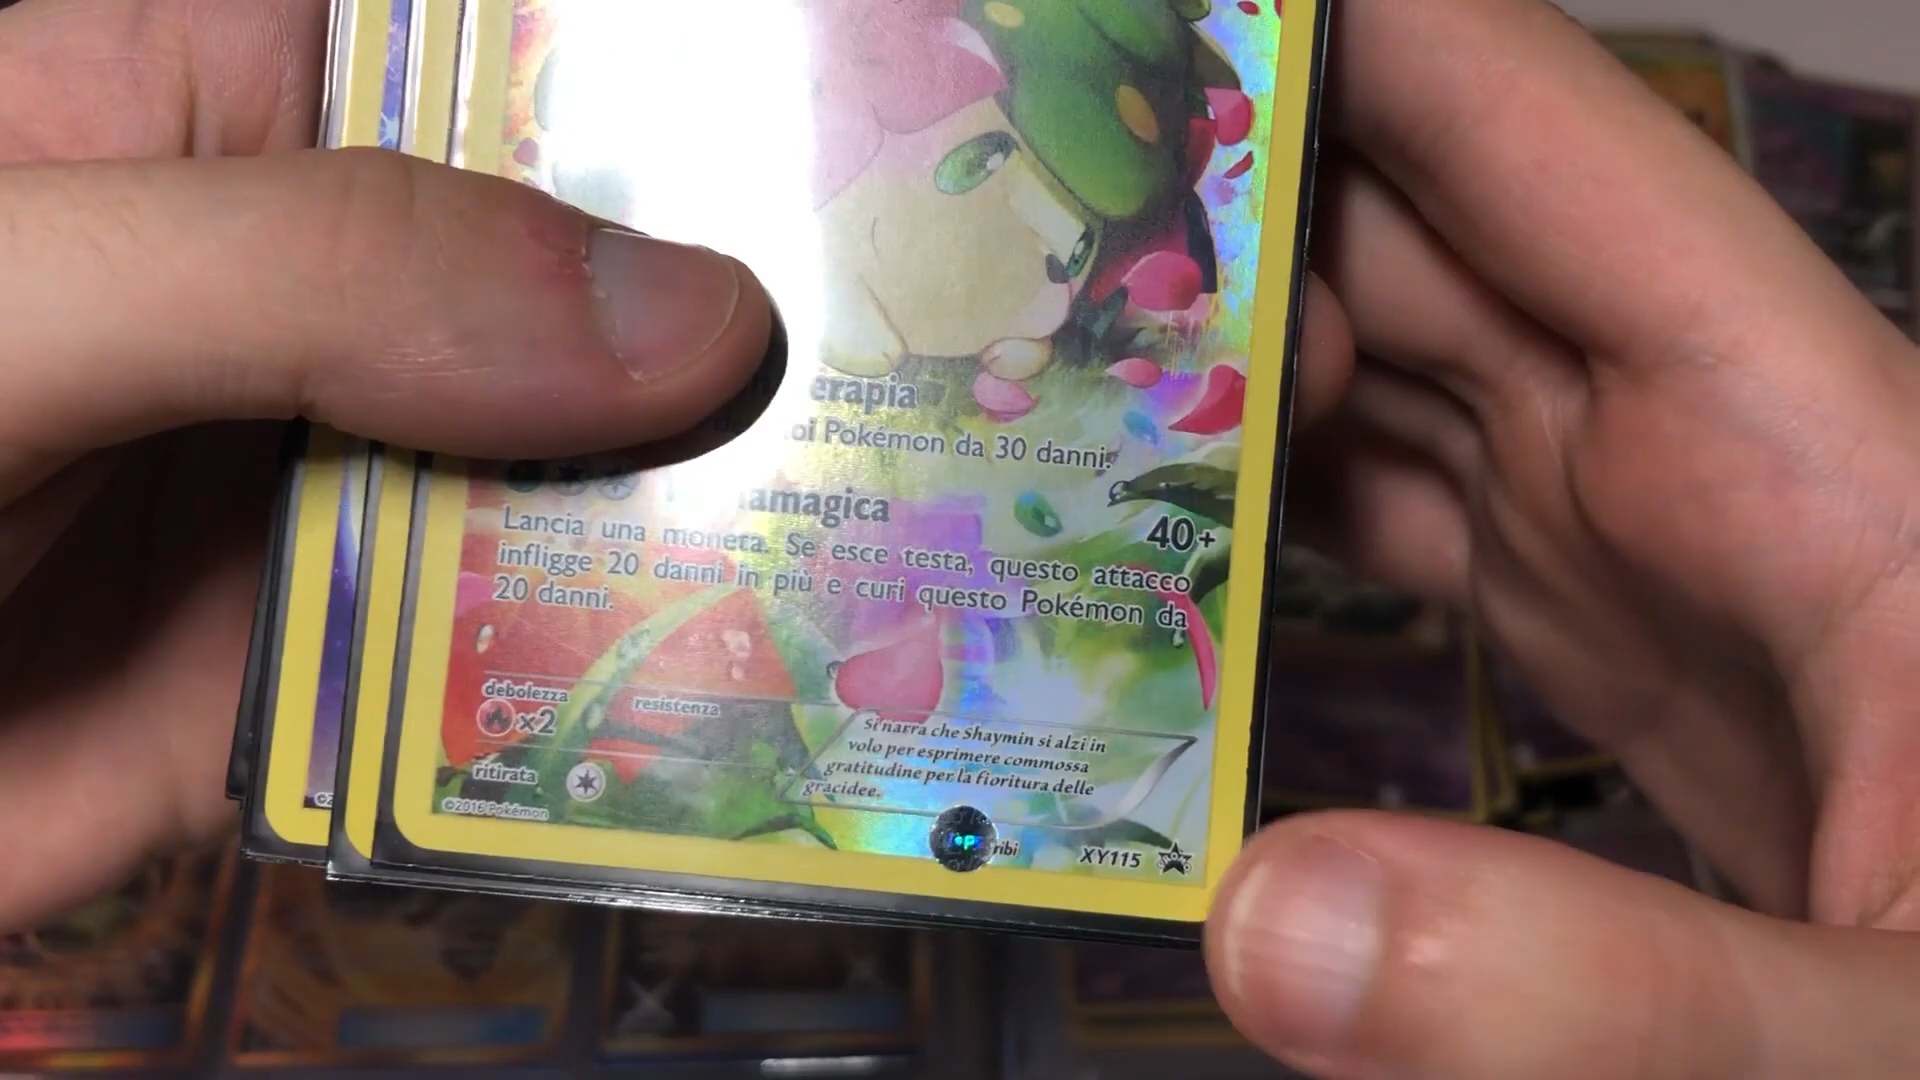 erapia
oi Pokémon da 30 danni.
amagica
40+
Lancia una moneta. Se esce testa, questo attacco
infligge 20 danni in più e curi questo Pokémon da
20 danni.
debolezza
resistenza
x2
Si narra che Shaymin si alzi in
volo per esprimere commossa
gratitudine per la fioritura delle
gracidee.
ritirata
©2016 Pokémon
ribi
XY115